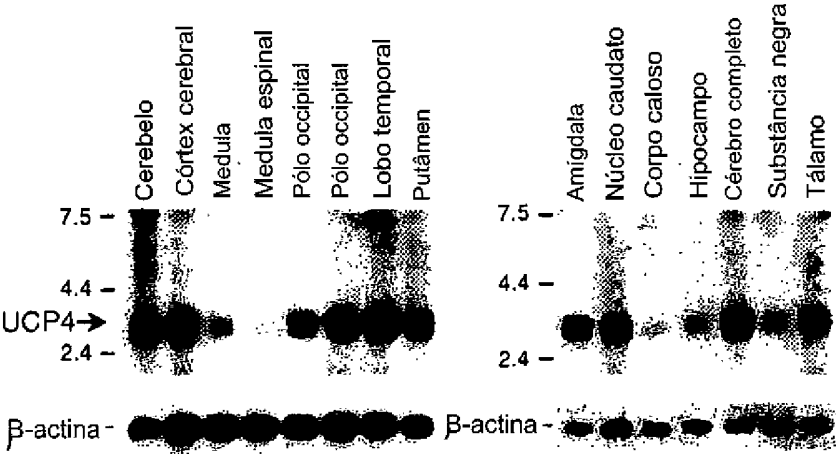 Cerebelo
Córtex cerebral
Medula
Medula espinal
Pólo occipital
Pólo occipital
Lobo temporal
Putâmen
7.5
4.4
UCP4→
2.4
β-actina
Amígdala
Núcleo caudato
Corpo caloso
Hipocampo
Cérebro completo
Substância negra
Tálamo
7.5
4.4
2.4
β-actina